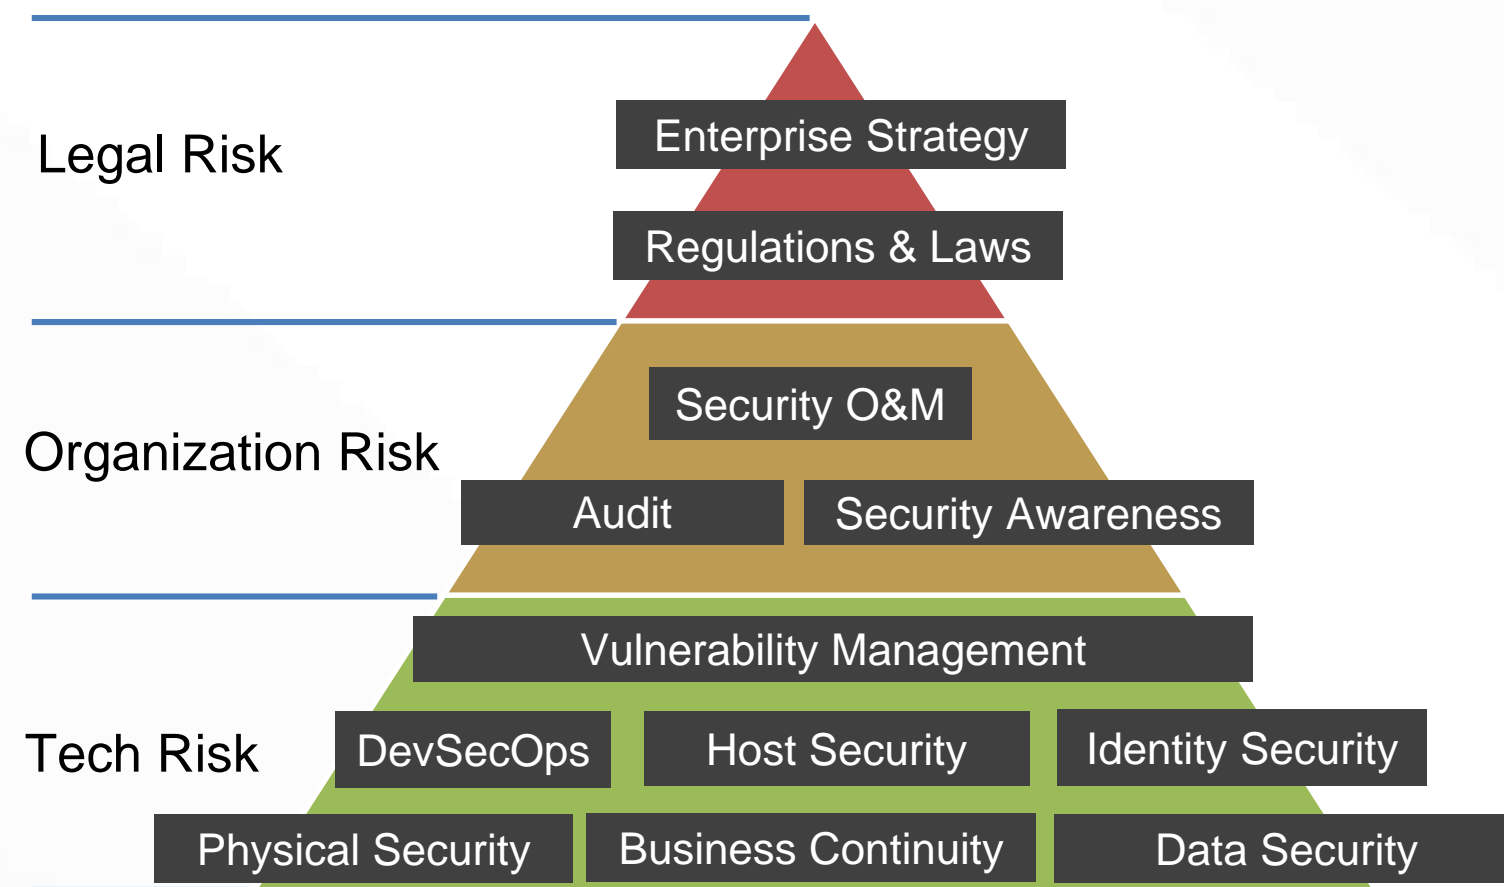 Legal Risk
Enterprise Strategy
Regulations & Laws
Organization Risk
Security O&M
Audit
Security Awareness
Tech Risk
Vulnerability Management
DevSecOps
Host Security
Identity Security
Physical Security
Business Continuity
Data Security